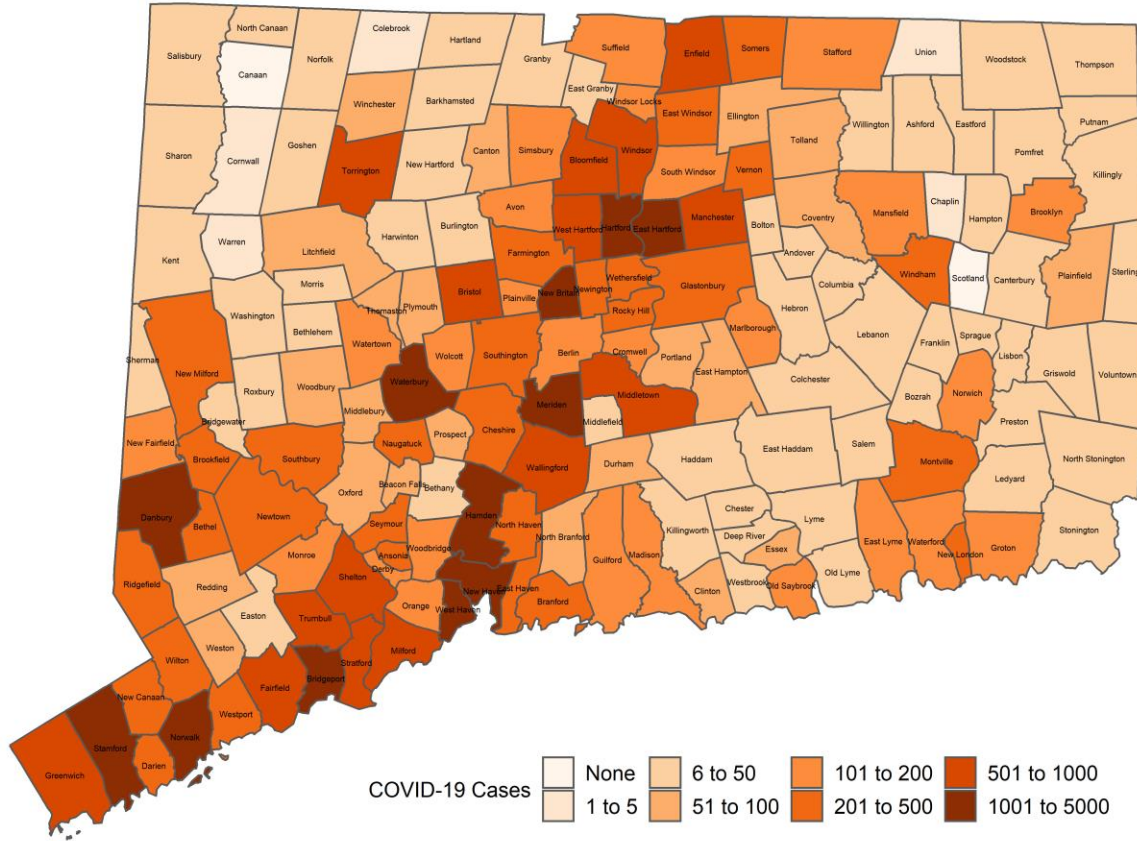 North Canaan
Colebrook
Hartland
Suffield
Enfield
Somers
Stafford
Union
Woodstock
Thompson
Salisbury
Canaan
Norfolk
Granby
East Granby
Winchester
Barkhamsted
Windsor Locks
East Windsor
Ellington
Willington
Ashford
Eastford
Putnam
Sharon
Cornwall
Goshen
Torrington
New Hartford
Canton
Simsbury
Bloomfield
Windsor
South Windsor
Vernon
Tolland
Pomfret
Killingly
Avon
West Hartford
Hartford
East Hartford
Manchester
Bolton
Coventry
Mansfield
Chaplin
Hampton
Brooklyn
Kent
Warren
Litchfield
Harwinton
Burlington
Farmington
Andover
Windham
Scotland
Canterbury
Plainfield
Sterling
Morris
Bristol
Plainville
New Britain
Newington
Wethersfield
Rocky Hill
Glastonbury
Columbia
Hebron
Washington
Bethlehem
Thomaston
Plymouth
Marlborough
Lebanon
Franklin
Sprague
Lisbon
Griswold
Voluntown
Sherman
New Milford
Roxbury
Woodbury
Watertown
Wolcott
Southington
Berlin
Cromwell
Portland
East Hampton
Colchester
Bozrah
Norwich
Preston
Bridgewater
Middlebury
Waterbury
Meriden
Middlefield
Middletown
New Fairfield
Brookfield
Southbury
Naugatuck
Prospect
Cheshire
Wallingford
Durham
Haddam
East Haddam
Salem
Montville
North Stonington
Ledyard
Danbury
Bethel
Newtown
Oxford
Beacon Falls
Bethany
Hamden
North Haven
North Branford
Guilford
Madison
Killingworth
Chester
Deep River
Essex
Lyme
East Lyme
Waterford
New London
Groton
Stonington
Seymour
Ansonia
Derby
Woodbridge
Monroe
Ridgefield
Redding
Easton
Shelton
Orange
New Haven
West Haven
East Haven
Branford
Clinton
Westbrook
Old Saybrook
Old Lyme
Weston
Trumbull
Wilton
Fairfield
Bridgeport
Stratford
Milford
New Canaan
Westport
Norwalk
Darien
Stamford
Greenwich
COVID-19 Cases
None
6 to 50
101 to 200
501 to 1000
1 to 5
51 to 100
201 to 500
1001 to 5000